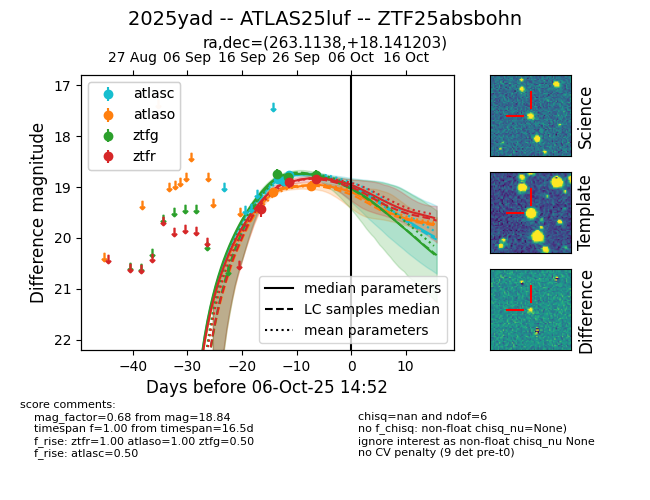 2025yad -- ATLAS25luf -- ZTF25absbohn
ra,dec=(263.1138,+18.141203)
27 Aug 06 Sep 16 Sep 26 Sep 06 Oct 16 Oct
atlasc
atlaso
ztfg
ztfr
17
18
19
20
21
22
Difference magnitude
median parameters
LC samples median
mean parameters
−40 −30 −20 −10 0 10
Days before 06-Oct-25 14:52
Science
Template
Difference
score comments:
mag_factor=0.68 from mag=18.84
timespan f=1.00 from timespan=16.5d
f_rise: ztfr=1.00 atlaso=1.00 ztfg=0.50
f_rise: atlasc=0.50
chisq=nan and ndof=6
no f_chisq: non-float chisq_nu=None)
ignore interest as non-float chisq_nu None
no CV penalty (9 det pre-t0)